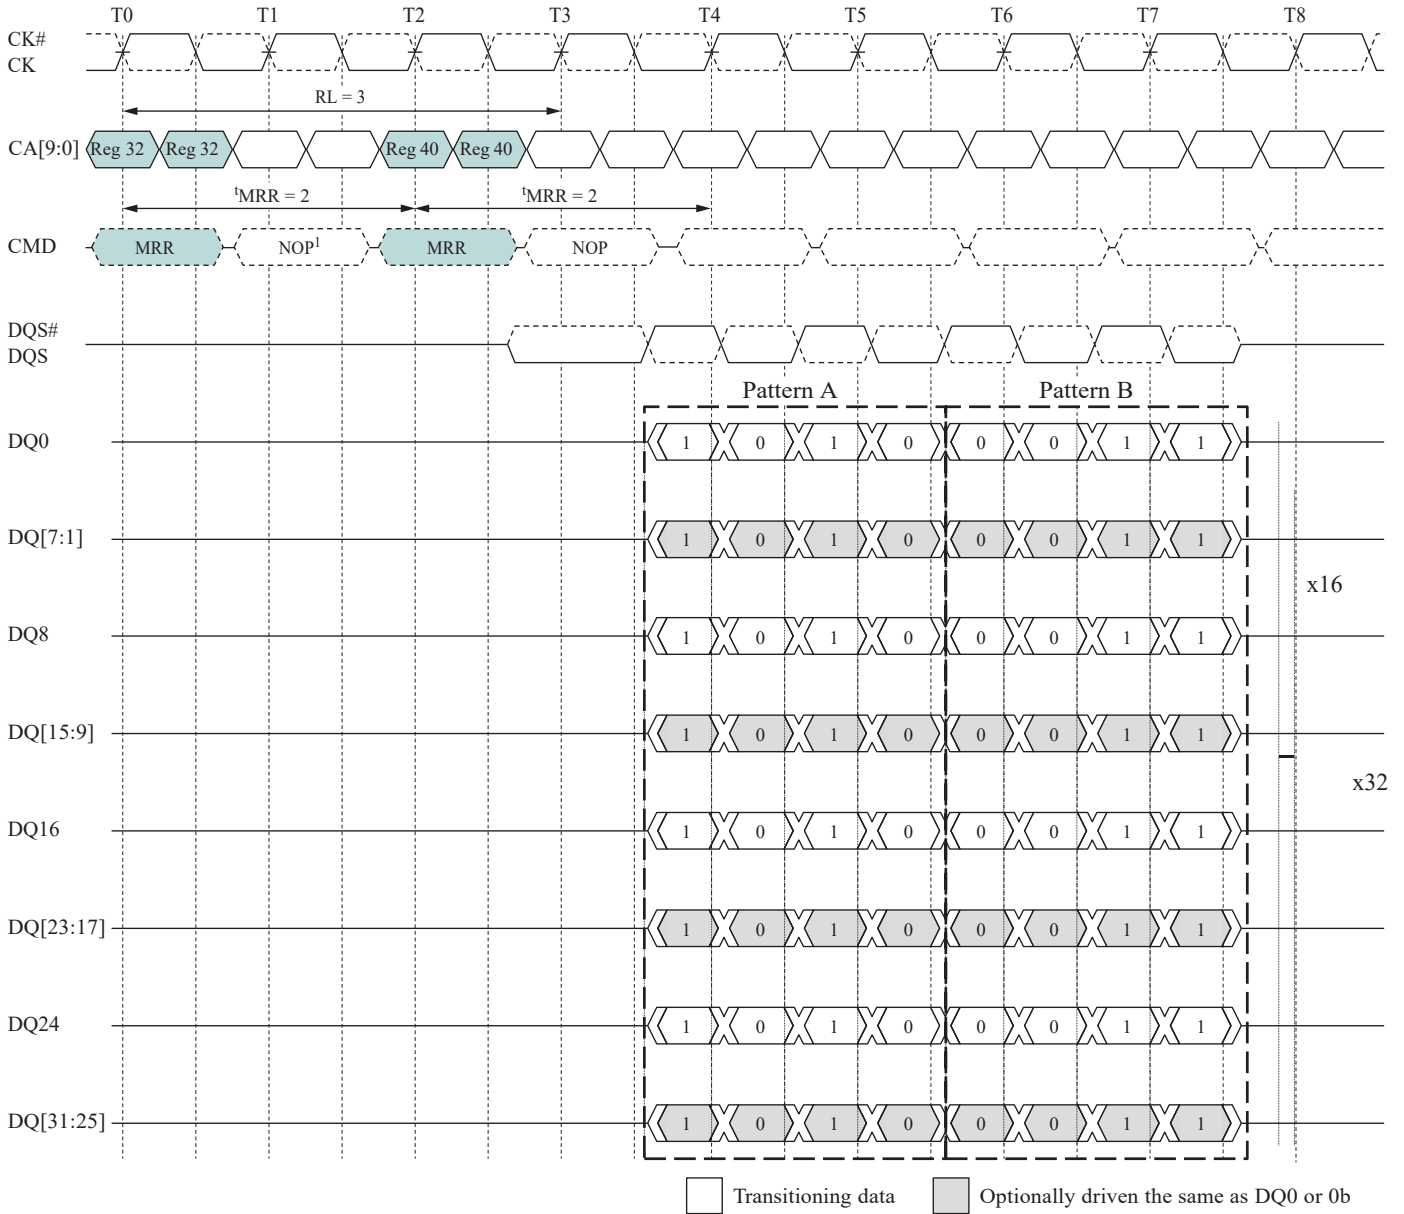 T0 T1 T2 T3 T4 T5 T6 T7 T8
CK#
CK
RL = 3
CA[9:0] Reg 32 Reg 32 Reg 40 Reg 40
tMRR = 2 tMRR = 2
CMD MRR NOP1 MRR NOP
DQS#
DQS
Pattern A Pattern B
DQ0 1 0 1 0 0 0 1 1
DQ[7:1] 1 0 1 0 0 0 1 1
x16
DQ8 1 0 1 0 0 0 1 1
DQ[15:9] 1 0 1 0 0 0 1 1
x32
DQ16 1 0 1 0 0 0 1 1
DQ[23:17] 1 0 1 0 0 0 1 1
DQ24 1 0 1 0 0 0 1 1
DQ[31:25] 1 0 1 0 0 0 1 1
Transitioning data Optionally driven the same as DQ0 or 0b